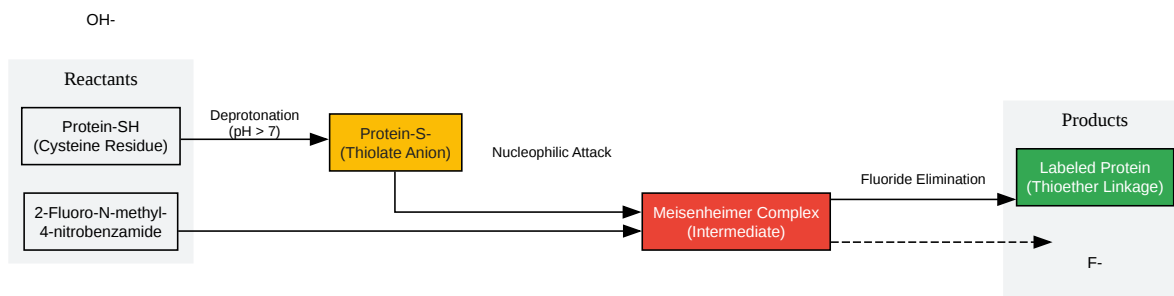 OH-
Reactants
Protein-SH
(Cysteine Residue)
Deprotonation
(pH > 7)
Protein-S-
(Thiolate Anion)
Nucleophilic Attack
2-Fluoro-N-methyl-
4-nitrobenzamide
Meisenheimer Complex
(Intermediate)
Fluoride Elimination
Products
Labeled Protein
(Thioether Linkage)
F-